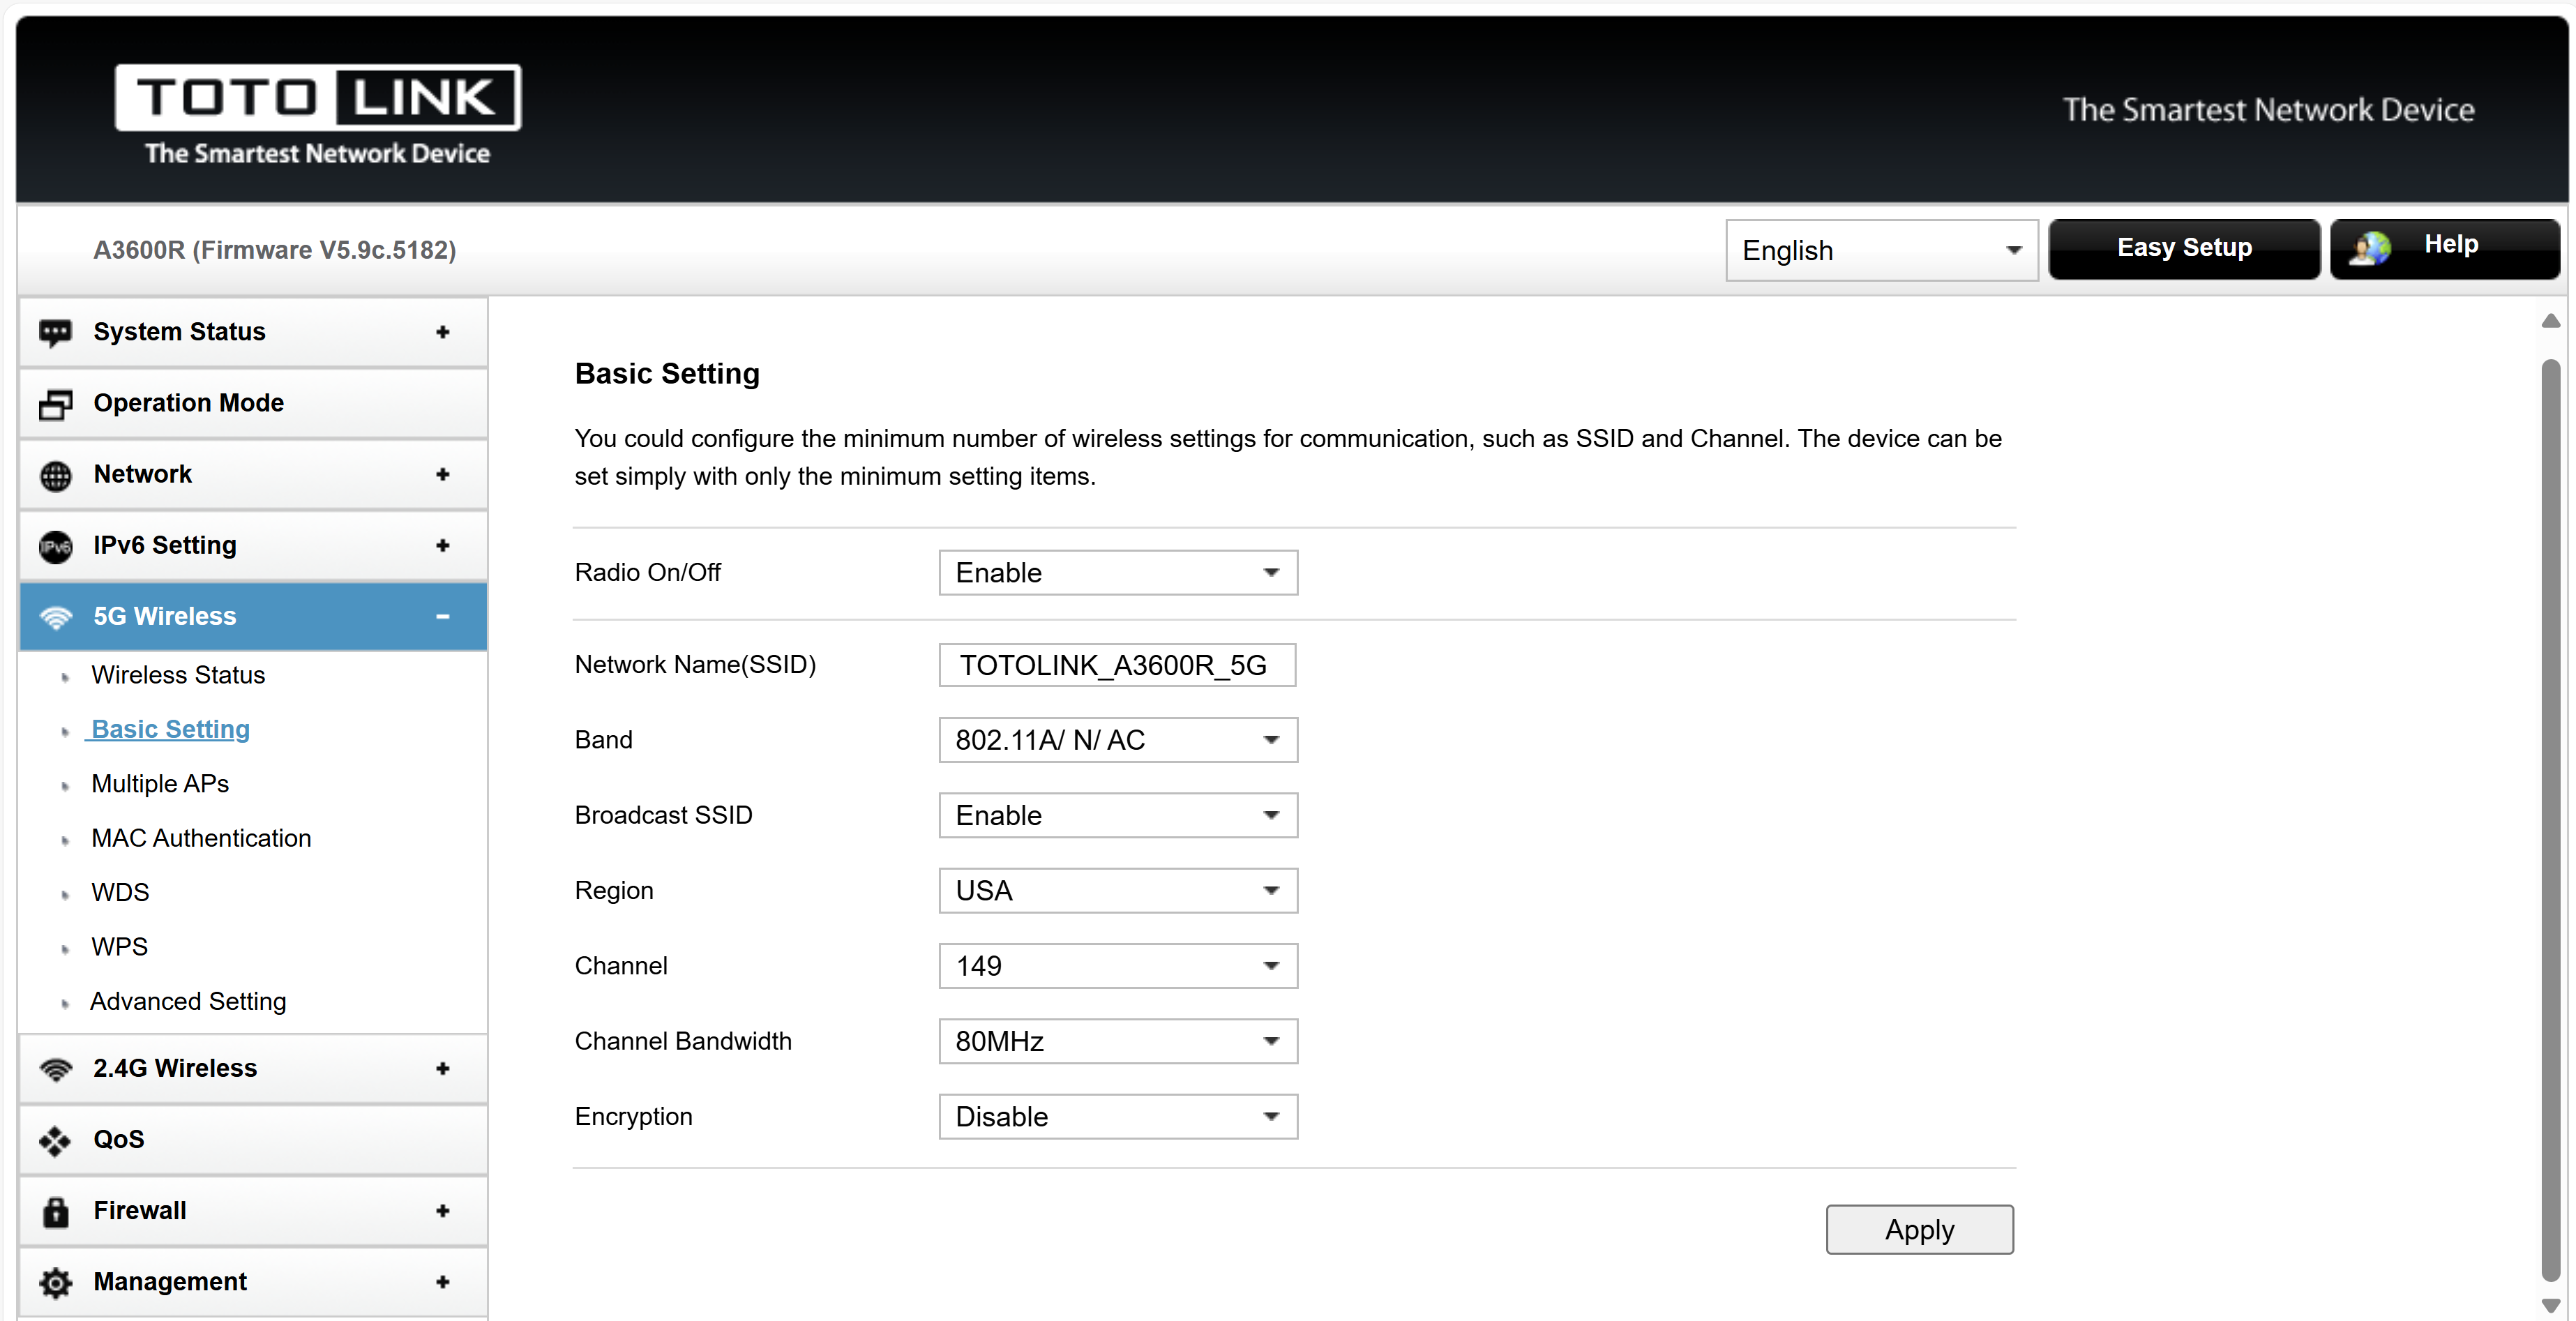 TOTO LINK
The Smartest Network Device
The Smartest Network Device
A3600R (Firmware V5.9c.5182)
English
Easy Setup
Help
System Status
Operation Mode
Network
IPv6
IPv6 Setting
5G Wireless
Wireless Status
Basic Setting
Multiple APs
MAC Authentication
WDS
WPS
Advanced Setting
2.4G Wireless
QoS
Firewall
Management
Basic Setting
You could configure the minimum number of wireless settings for communication, such as SSID and Channel. The device can be
set simply with only the minimum setting items.
Radio On/Off Enable
Network Name(SSID) TOTOLINK_A3600R_5G
Band 802.11A/ N/ AC
Broadcast SSID Enable
Region USA
Channel 149
Channel Bandwidth 80MHz
Encryption Disable
Apply